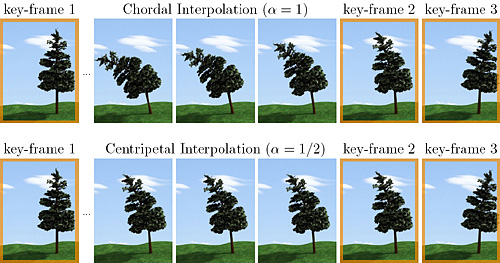 key-frame 1 Chordal Interpolation (α = 1) key-frame 2 key-frame 3
...
key-frame 1 Centripetal Interpolation (α = 1/2) key-frame 2 key-frame 3
...